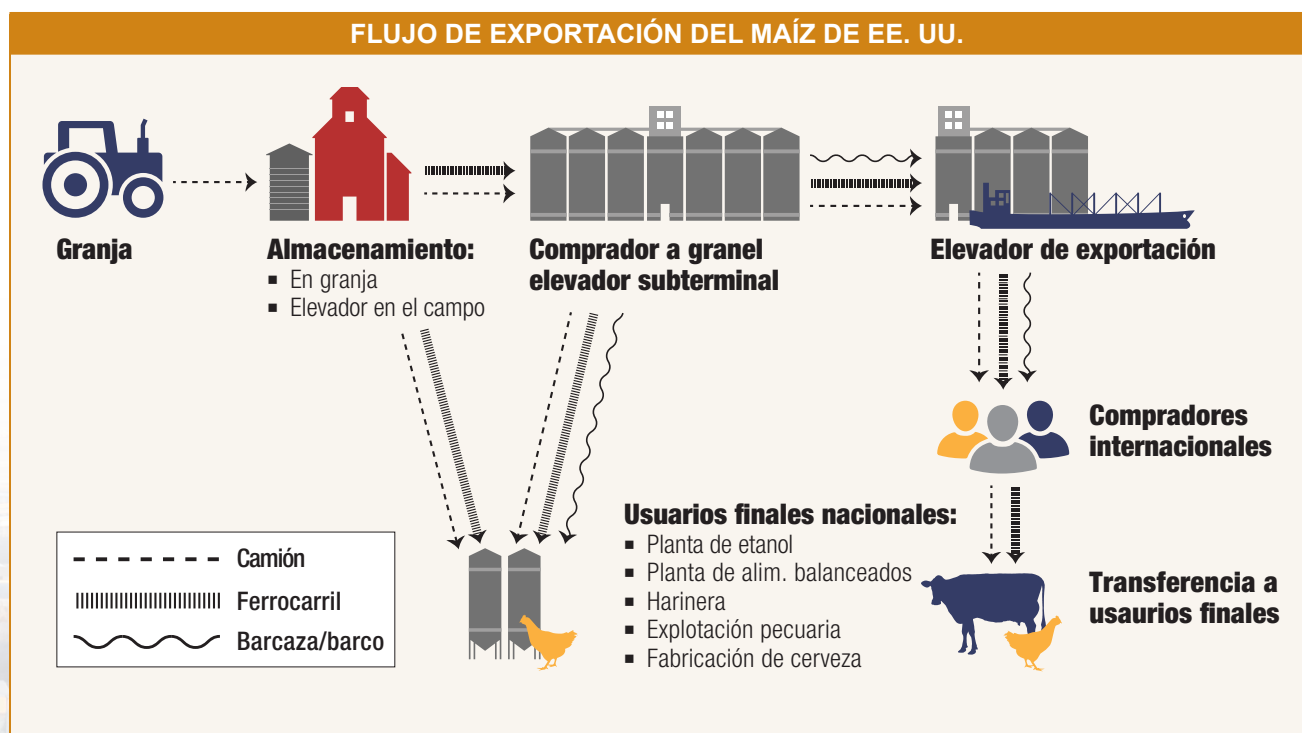 FLUJO DE EXPORTACIÓN DEL MAÍZ DE EE. UU.
Granja
Almacenamiento:
▪ En granja
▪ Elevador en el campo
Comprador a granel
elevador subterminal
Elevador de exportación
Compradores
internacionales
Usuarios finales nacionales:
▪ Planta de etanol
▪ Planta de alim. balanceados
▪ Harinera
▪ Explotación pecuaria
▪ Fabricación de cerveza
Transferencia a
usaurios finales
Camión
Ferrocarril
Barcaza/barco